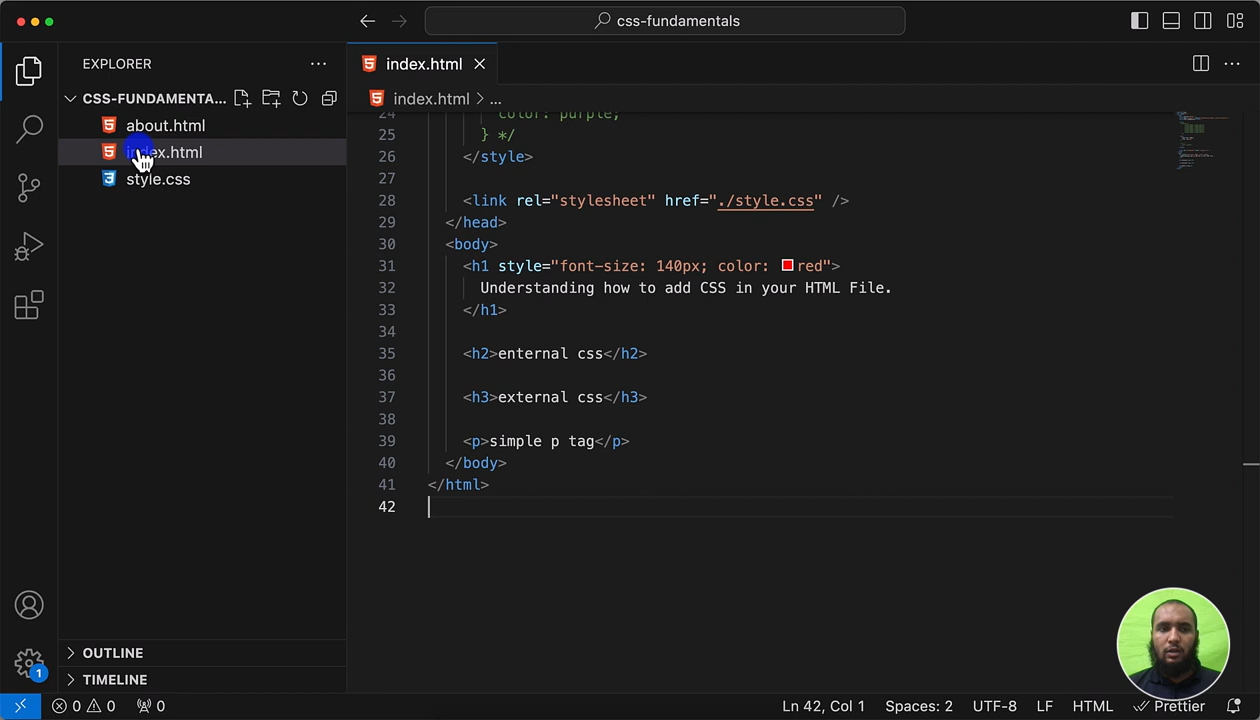 css-fundamentals
EXPLORER
index.html
CSS-FUNDAMENTA...
index.html > ...
about.html
index.html
style.css
24 color: purple;
25 } */
26 </style>
27
28 <link rel="stylesheet" href="./style.css" />
29 </head>
30 <body>
31 <h1 style="font-size: 140px; color: red">
32 Understanding how to add CSS in your HTML File.
33 </h1>
34
35 <h2>enternal css</h2>
36
37 <h3>external css</h3>
38
39 <p>simple p tag</p>
40 </body>
41 </html>
42
OUTLINE
TIMELINE
1
0 0 0 Ln 42, Col 1 Spaces: 2 UTF-8 LF HTML Prettier